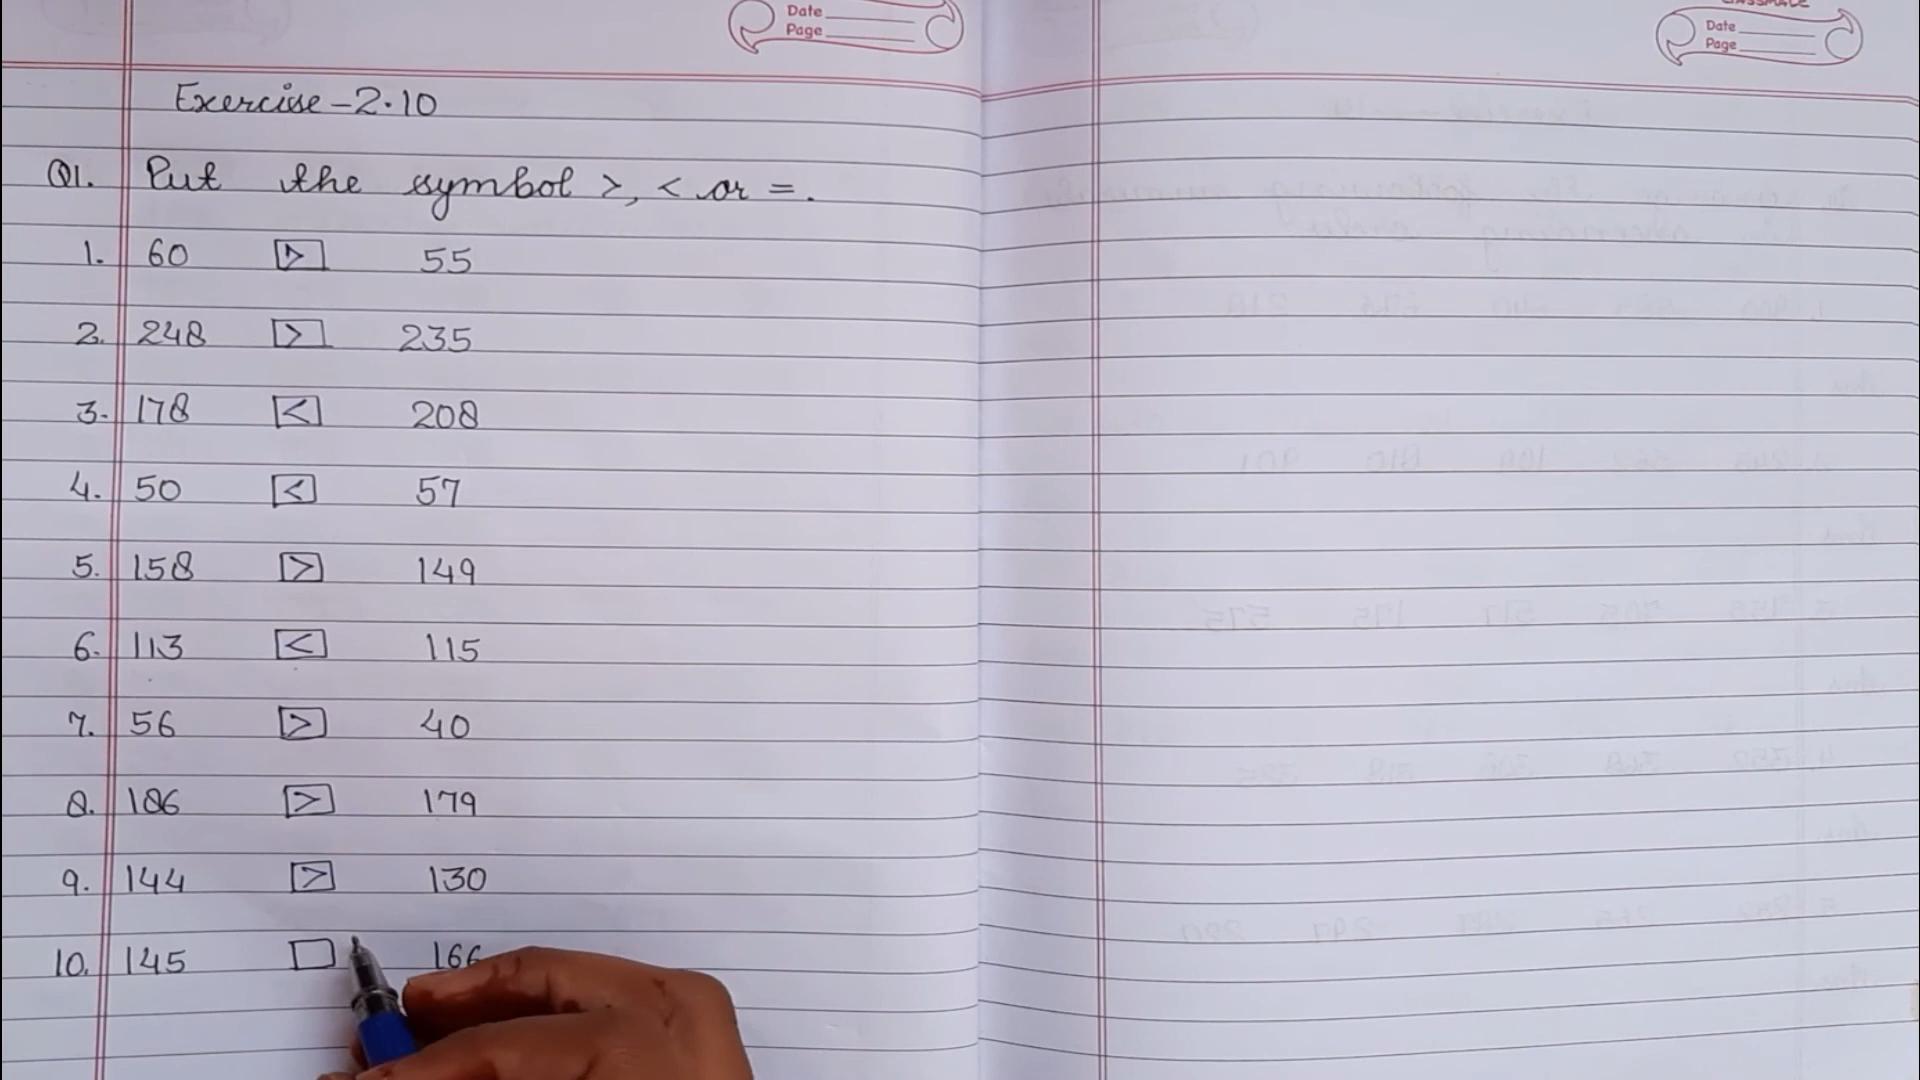 Date
Page
CLASSMATE
Date
Page
Exercise-2.10
Q1. Put the symbol >, < or =.
1. 60 > 55
2. 248 > 235
3. 178 < 208
4. 50 < 57
5. 158 > 149
6. 113 < 115
7. 56 > 40
8. 186 > 179
9. 144 > 130
10. 145 □ 166